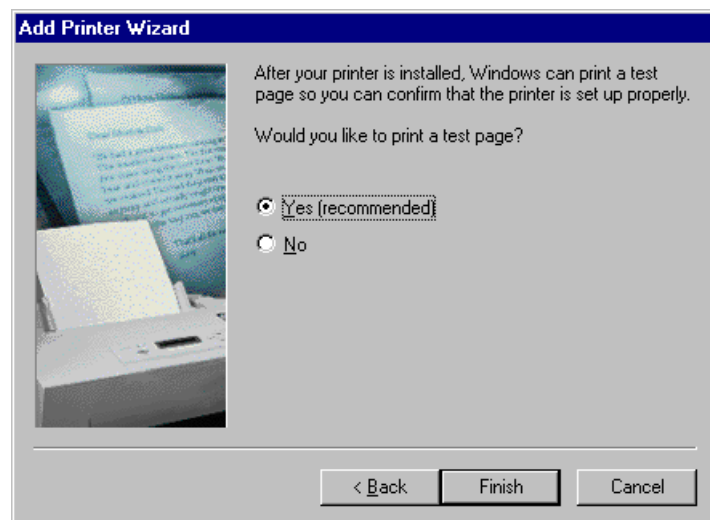 Add Printer Wizard
After your printer is installed, Windows can print a test
page so you can confirm that the printer is set up properly.
Would you like to print a test page?
Yes (recommended)
No
< Back
Finish
Cancel